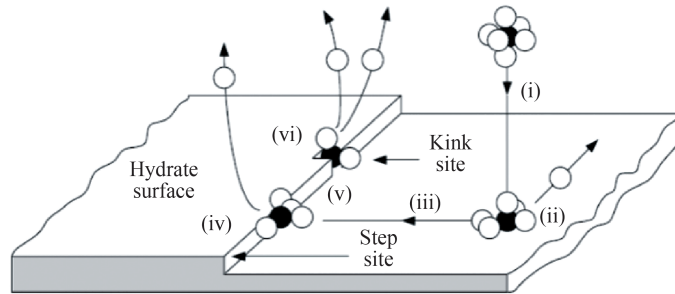 (i)
(vi)
Hydrate
surface
Kink
site
(v)
(iii)
(ii)
(iv)
Step
site